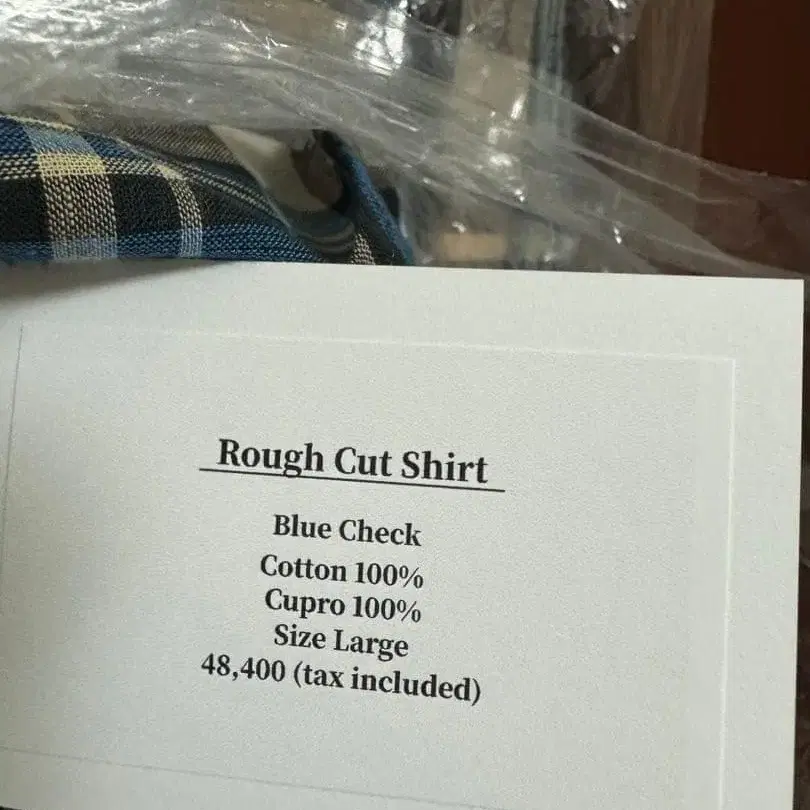 Rough Cut Shirt
Blue Check
Cotton 100%
Cupro 100%
Size Large
48,400 (tax included)